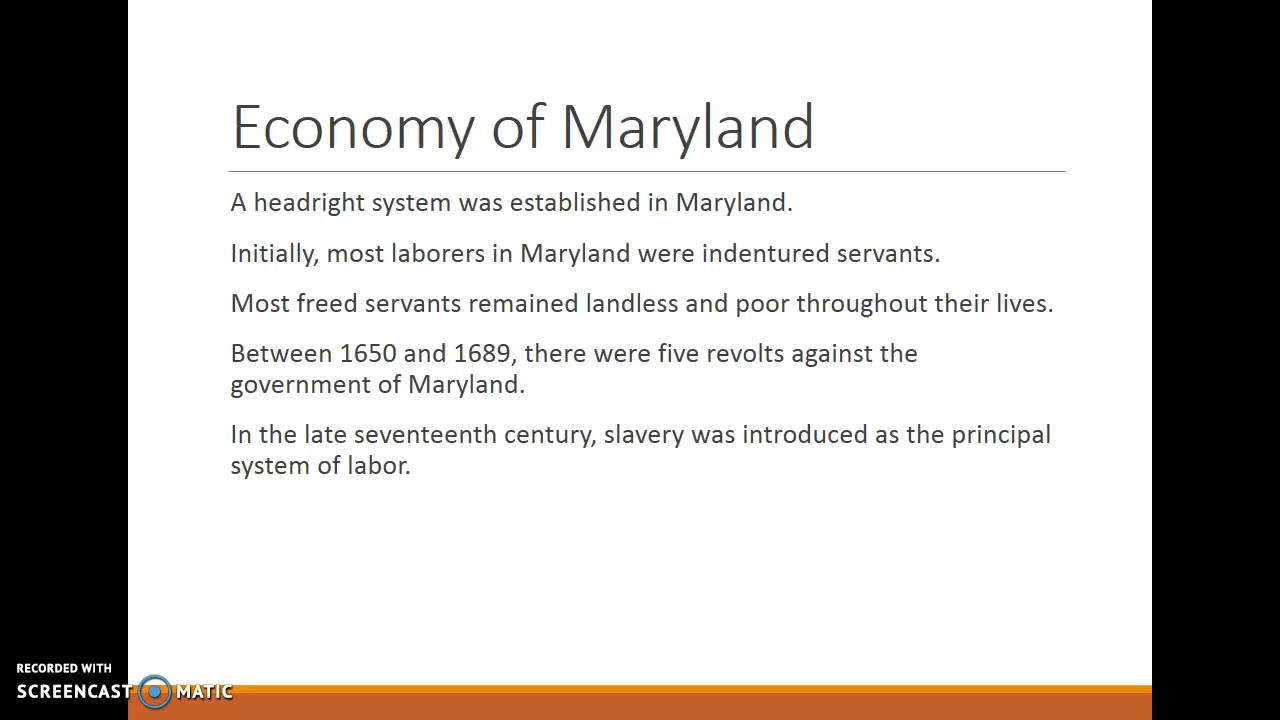 Economy of Maryland
A headright system was established in Maryland.
Initially, most laborers in Maryland were indentured servants.
Most freed servants remained landless and poor throughout their lives.
Between 1650 and 1689, there were five revolts against the
government of Maryland.
In the late seventeenth century, slavery was introduced as the principal
system of labor.
RECORDED WITH
SCREENCAST MATIC